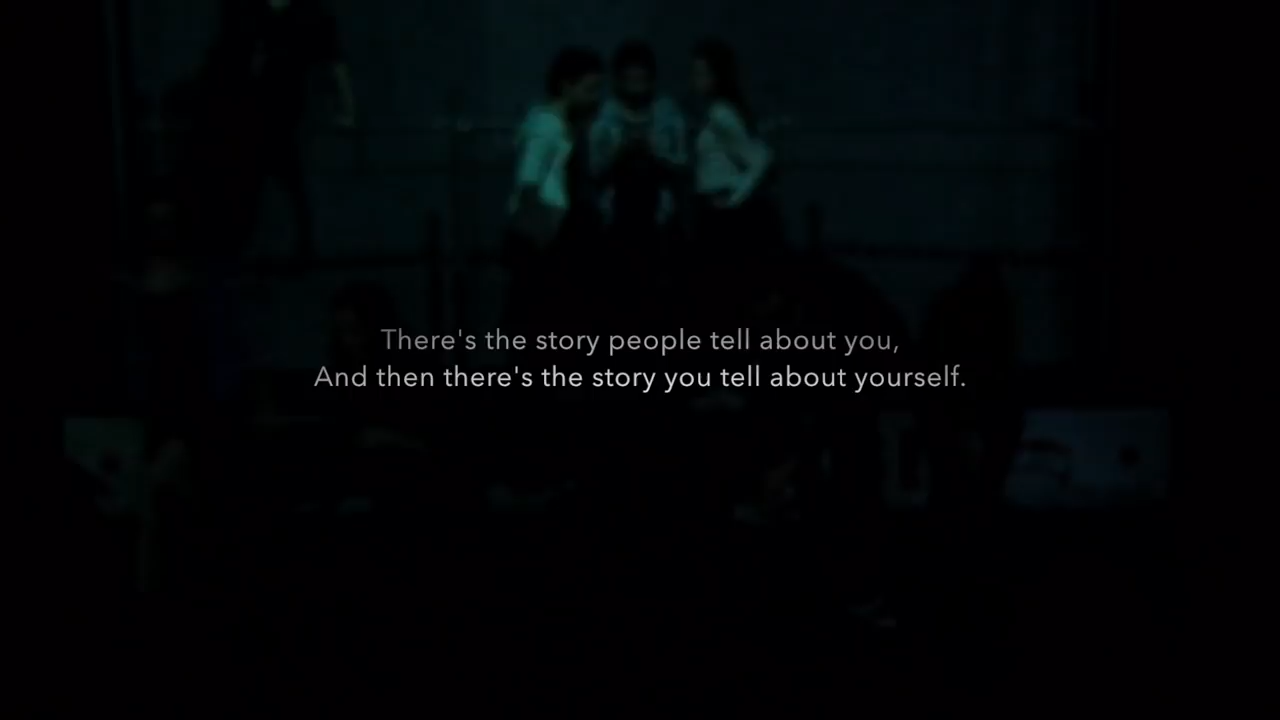 There's the story people tell about you,
And then there's the story you tell about yourself.